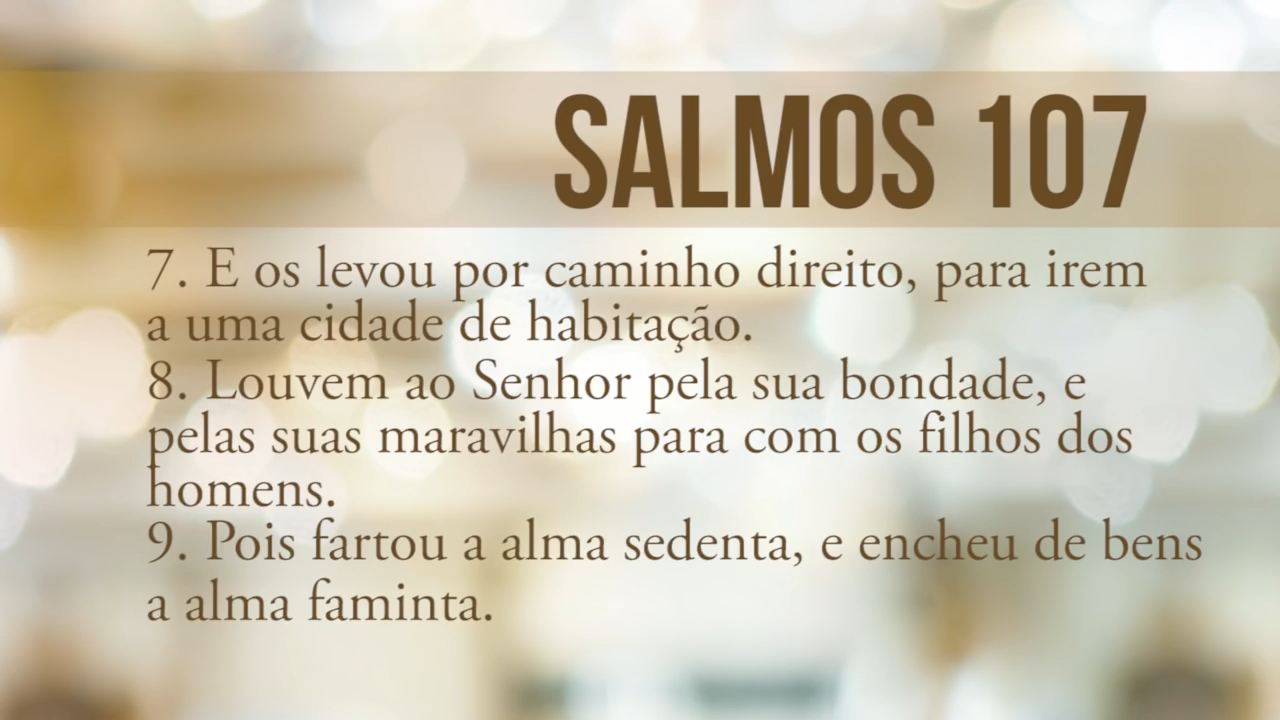 SALMOS 107
7. E os levou por caminho direito, para irem
a uma cidade de habitação.
8. Louvem ao Senhor pela sua bondade, e
pelas suas maravilhas para com os filhos dos
homens.
9. Pois fartou a alma sedenta, e encheu de bens
a alma faminta.